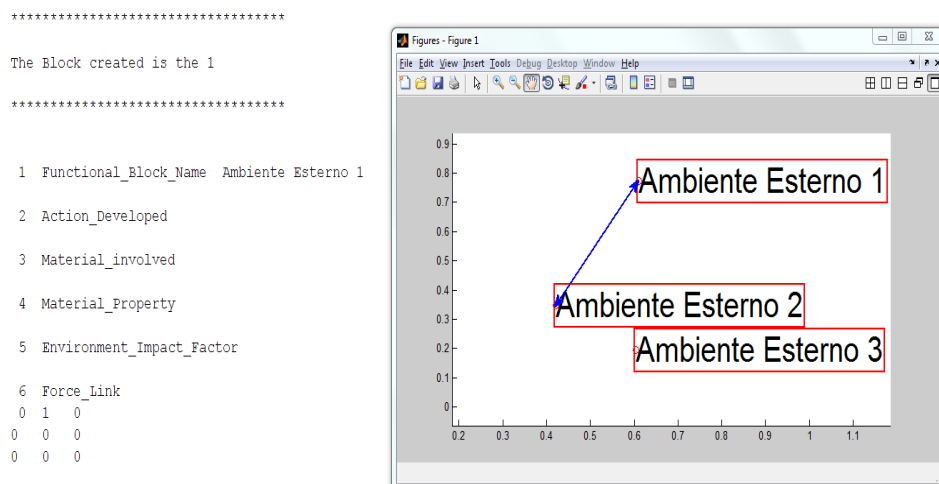 **********************************
The Block created is the 1
**********************************
1 Functional_Block_Name Ambiente Esterno 1
2 Action_Developed
3 Material_involved
4 Material_Property
5 Environment_Impact_Factor
6 Force_Link
0 1 0
0 0 0
0 0 0
Figures - Figure 1
File Edit View Insert Tools Debug Desktop Window Help
0.9
0.8
0.7
0.6
0.5
0.4
0.3
0.2
0.1
0
Ambiente Esterno 1
Ambiente Esterno 2
Ambiente Esterno 3
0.2 0.3 0.4 0.5 0.6 0.7 0.8 0.9 1 1.1